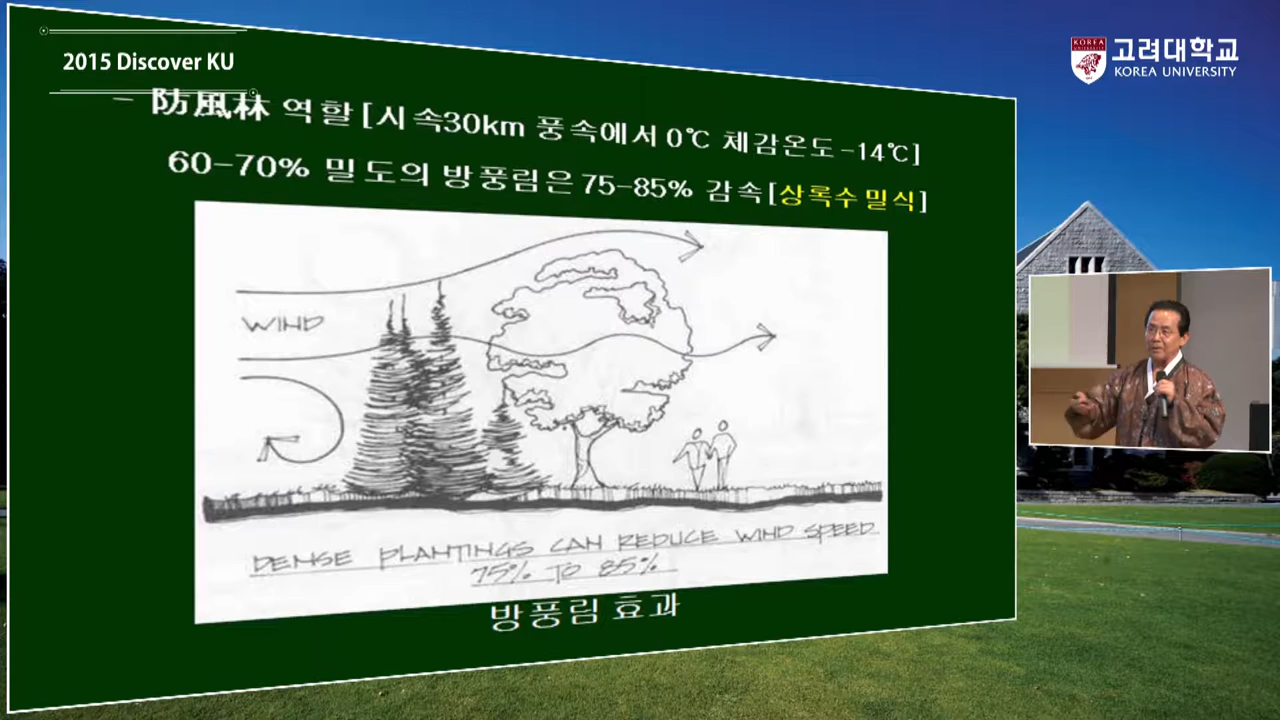 2015 Discover KU
KOREA
고려대학교
KOREA UNIVERSITY
- 防風林 역할 [시속30km 풍속에서 0℃ 체감온도-14℃]
60-70% 밀도의 방풍림은 75-85% 감속[상록수 밀식]
WIND
DENSE PLANTINGS CAN REDUCE WIND SPEED
75% TO 85%
방풍림 효과